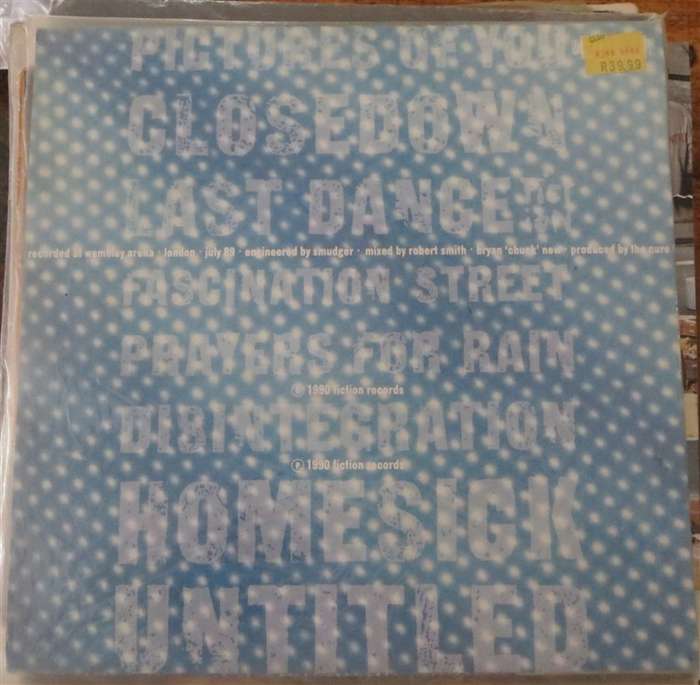 PICTURES OF YOU
R39.99
CLOSEDOWN
LAST DANCE
recorded at wembley arena · london · july 89 · engineered by smudger · mixed by robert smith · bryan 'chuck' new · produced by the cure
FASCINATION STREET
PRAYERS FOR RAIN
© 1990 fiction records
DISINTEGRATION
℗ 1990 fiction records
HOMESICK
UNTITLED